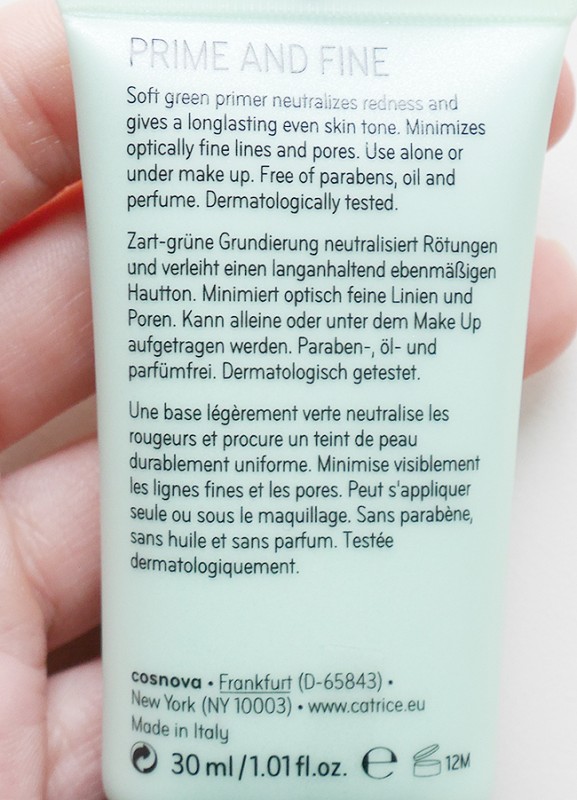 PRIME AND FINE
Soft green primer neutralizes redness and
gives a longlasting even skin tone. Minimizes
optically fine lines and pores. Use alone or
under make up. Free of parabens, oil and
perfume. Dermatologically tested.
Zart-grüne Grundierung neutralisiert Rötungen
und verleiht einen langanhaltend ebenmäßigen
Hautton. Minimiert optisch feine Linien und
Poren. Kann alleine oder unter dem Make Up
aufgetragen werden. Paraben-, öl- und
parfümfrei. Dermatologisch getestet.
Une base légèrement verte neutralise les
rougeurs et procure un teint de peau
durablement uniforme. Minimise visiblement
les lignes fines et les pores. Peut s'appliquer
seule ou sous le maquillage. Sans parabène,
sans huile et sans parfum. Testée
dermatologiquement.
cosnova • Frankfurt (D-65843) •
New York (NY 10003) • www.catrice.eu
Made in Italy
30 ml/1.01 fl.oz. ℮ 12M